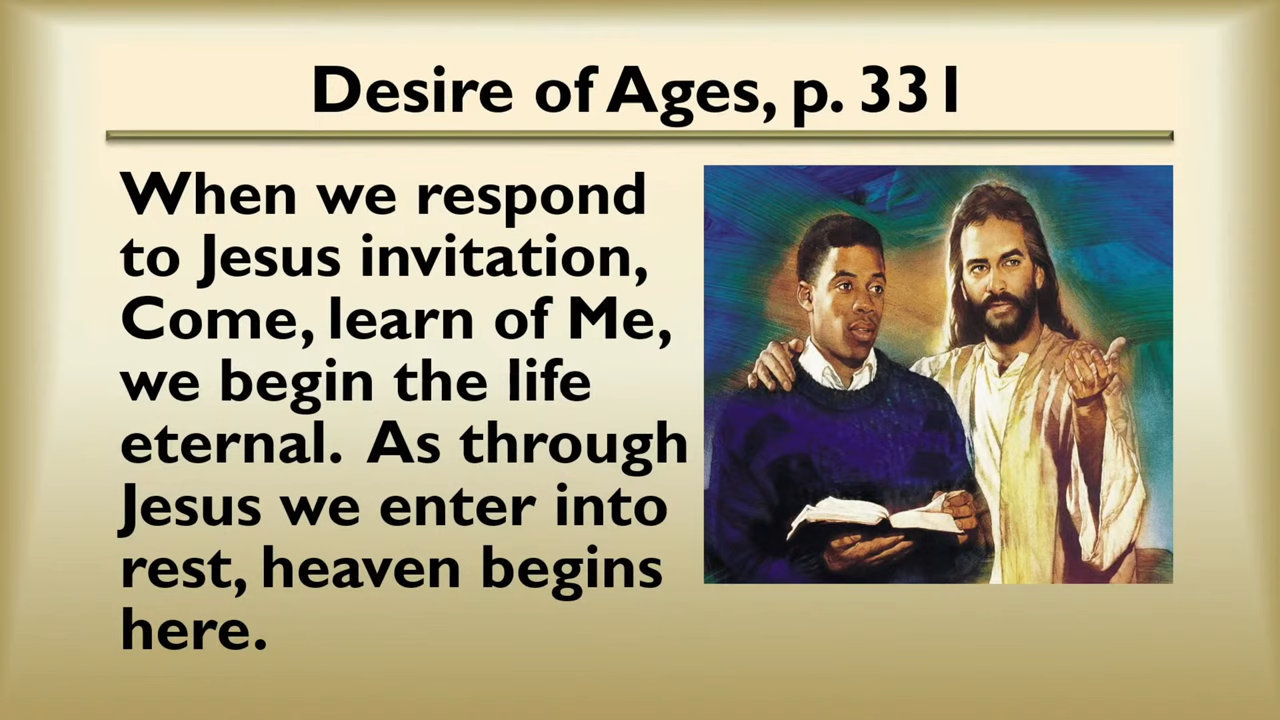 Desire of Ages, p. 331
When we respond
to Jesus invitation,
Come, learn of Me,
we begin the life
eternal.  As through
Jesus we enter into
rest, heaven begins
here.